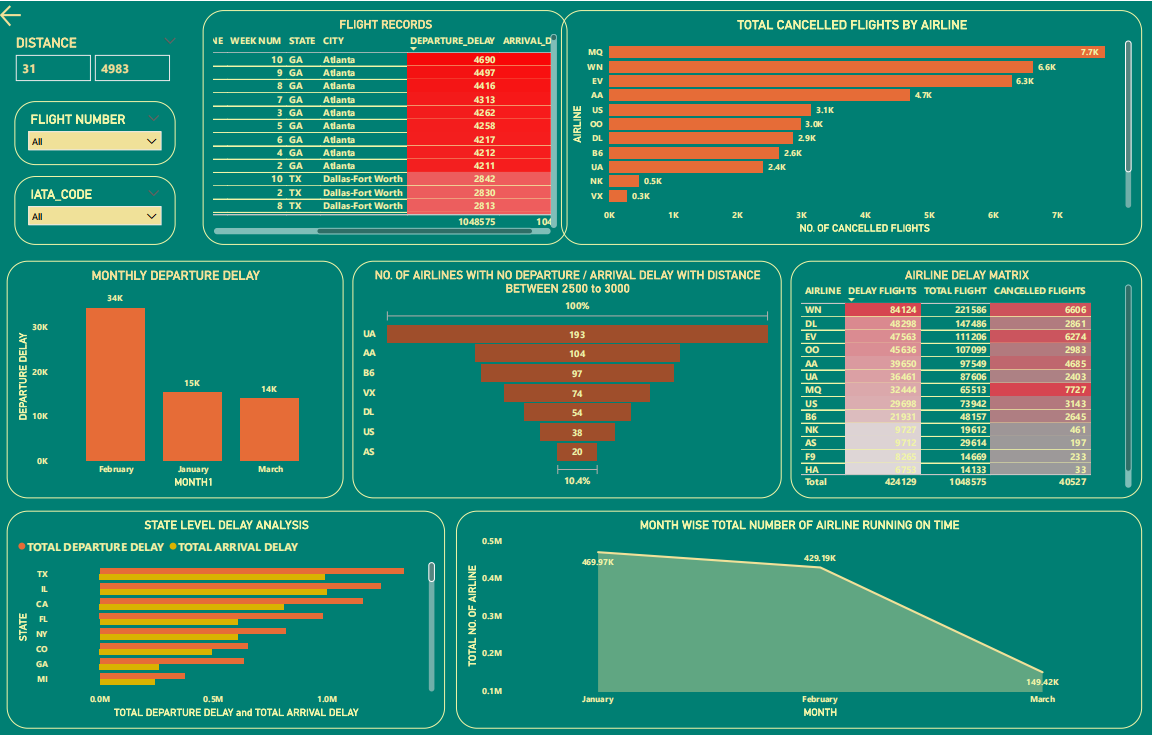 DISTANCE
31 4983
FLIGHT NUMBER
All
IATA_CODE
All
FLIGHT RECORDS
NE WEEK NUM STATE CITY DEPARTURE_DELAY ARRIVAL_D
10 GA Atlanta 4690
9 GA Atlanta 4497
8 GA Atlanta 4416
7 GA Atlanta 4313
3 GA Atlanta 4262
5 GA Atlanta 4258
6 GA Atlanta 4217
4 GA Atlanta 4212
2 GA Atlanta 4211
10 TX Dallas-Fort Worth 2842
2 TX Dallas-Fort Worth 2830
8 TX Dallas-Fort Worth 2813
1048575 104
TOTAL CANCELLED FLIGHTS BY AIRLINE
AIRLINE
MQ 7.7K
WN 6.6K
EV 6.3K
AA 4.7K
US 3.1K
OO 3.0K
DL 2.9K
B6 2.6K
UA 2.4K
NK 0.5K
VX 0.3K
0K 1K 2K 3K 4K 5K 6K 7K
NO. OF CANCELLED FLIGHTS
MONTHLY DEPARTURE DELAY
DEPARTURE DELAY
34K
30K
20K
15K
14K
10K
0K
February January March
MONTH1
NO. OF AIRLINES WITH NO DEPARTURE / ARRIVAL DELAY WITH DISTANCE
BETWEEN 2500 to 3000
100%
UA 193
AA 104
B6 97
VX 74
DL 54
US 38
AS 20
10.4%
AIRLINE DELAY MATRIX
AIRLINE DELAY FLIGHTS TOTAL FLIGHT CANCELLED FLIGHTS
WN 84124 221586 6606
DL 48298 147486 2861
EV 47563 111206 6274
OO 45636 107099 2983
AA 39650 97549 4685
UA 36461 87606 2403
MQ 32444 65513 7727
US 29698 73942 3143
B6 21931 48157 2645
NK 9727 19612 461
AS 9712 29614 197
F9 14669 233
HA 14133 33
Total 424129 1048575 40527
STATE LEVEL DELAY ANALYSIS
TOTAL DEPARTURE DELAY TOTAL ARRIVAL DELAY
STATE
TX
IL
CA
FL
NY
CO
GA
MI
0.0M 0.5M 1.0M
TOTAL DEPARTURE DELAY and TOTAL ARRIVAL DELAY
MONTH WISE TOTAL NUMBER OF AIRLINE RUNNING ON TIME
TOTAL NO. OF AIRLINE
0.5M
469.97K
429.19K
0.4M
0.3M
0.2M
149.42K
0.1M
January February March
MONTH